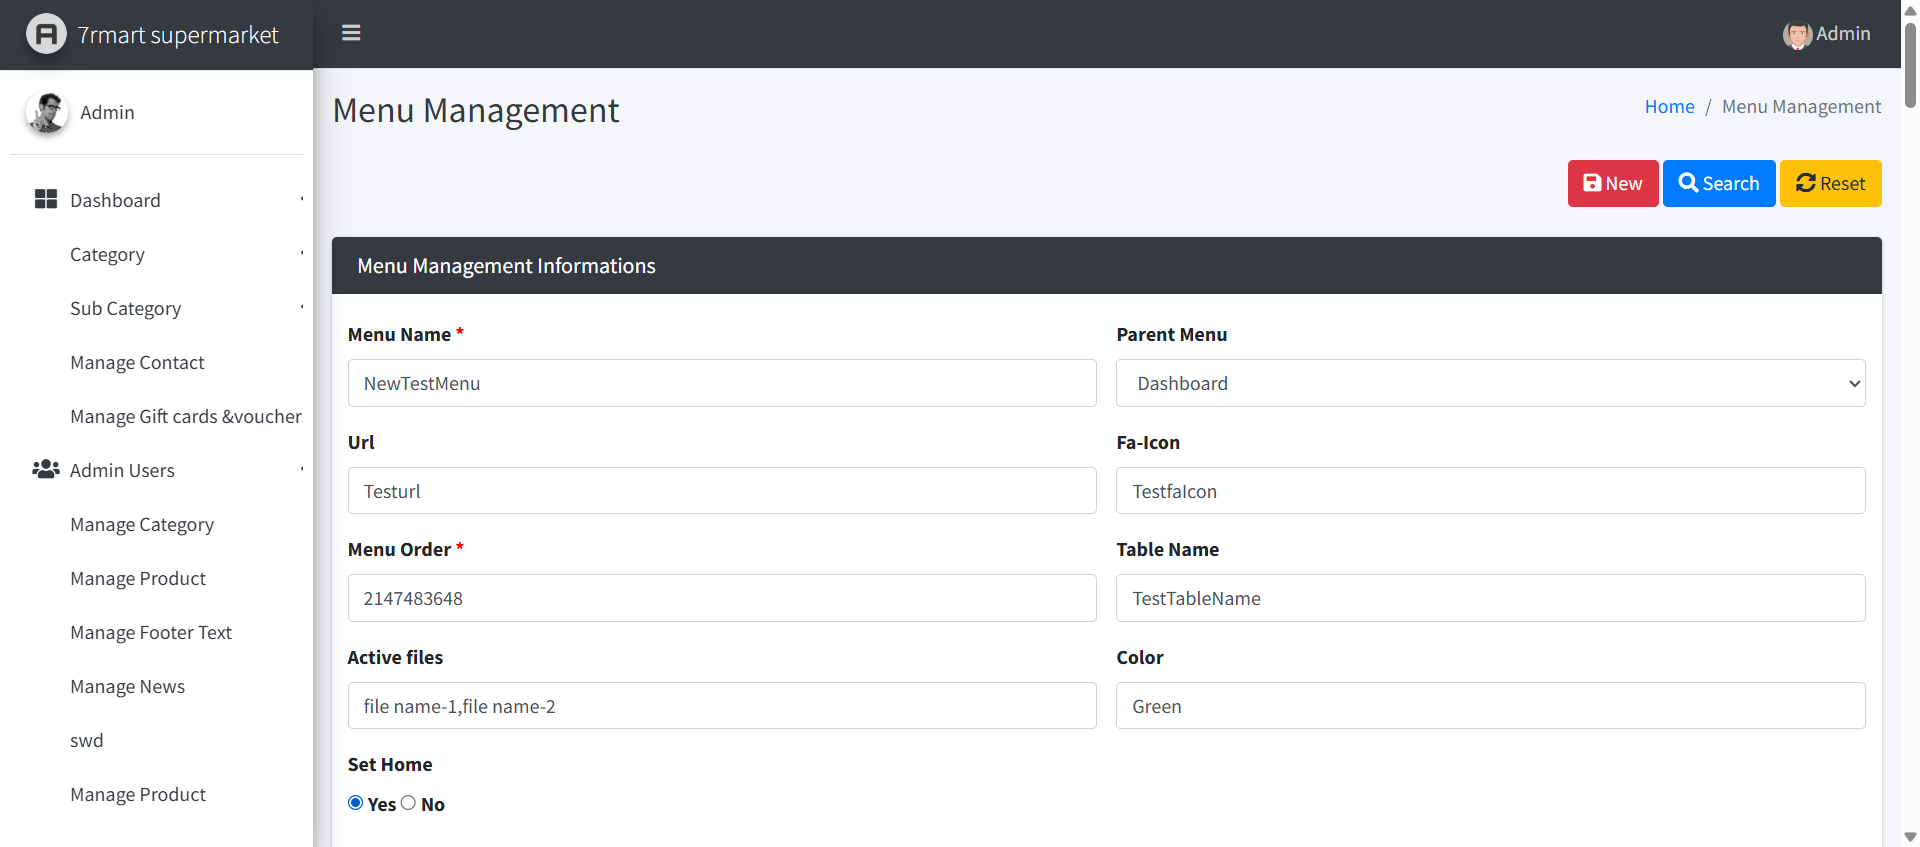 7rmart supermarket
Admin
Admin
Dashboard
Category
Sub Category
Manage Contact
Manage Gift cards &voucher
Admin Users
Manage Category
Manage Product
Manage Footer Text
Manage News
swd
Manage Product
Menu Management
Home / Menu Management
New Search Reset
Menu Management Informations
Menu Name *
NewTestMenu
Parent Menu
Dashboard
Url
Testurl
Fa-Icon
TestfaIcon
Menu Order *
2147483648
Table Name
TestTableName
Active files
file name-1,file name-2
Color
Green
Set Home
Yes No